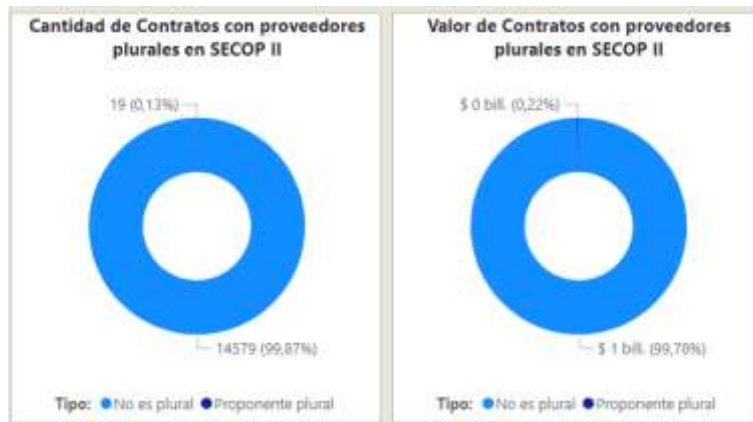 Cantidad de Contratos con proveedores
plurales en SECOP II
19 (0,13%)
14579 (99,87%)
Tipo: No es plural Proponente plural
Valor de Contratos con proveedores
plurales en SECOP II
$ 0 bill. (0,22%)
$ 1 bill. (99,78%)
Tipo: No es plural Proponente plural